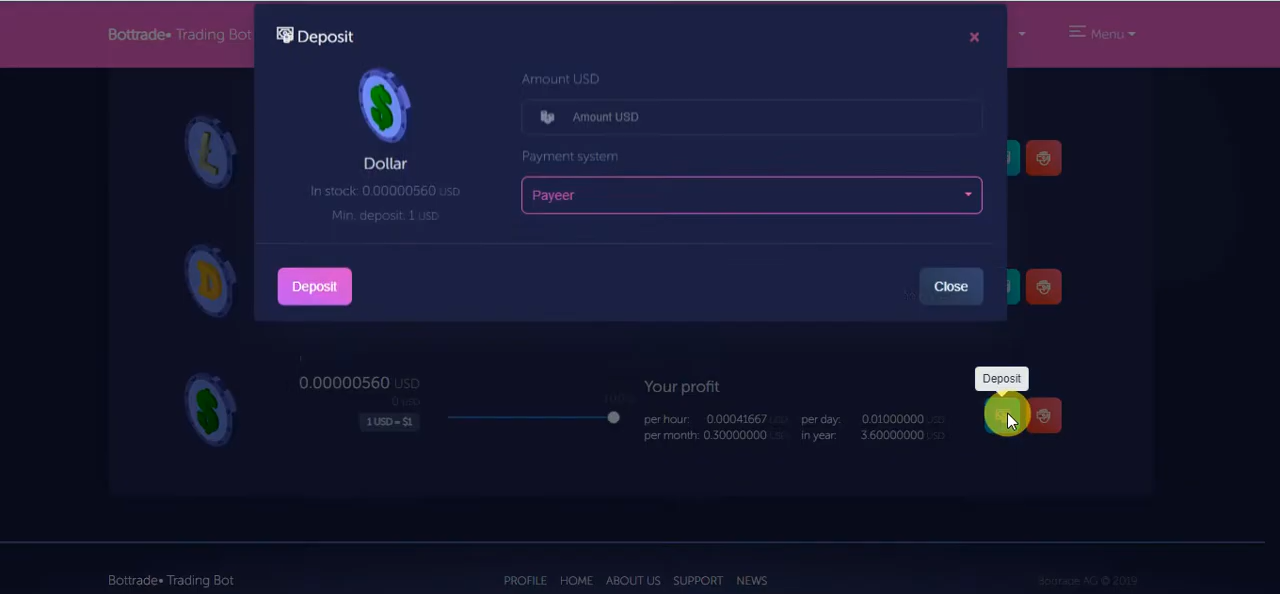 Bottrade• Trading Bot
Menu
Deposit
Amount USD
Amount USD
Dollar
Payment system
Payeer
In stock: 0.00000560 USD
Min. deposit: 1 USD
Deposit
Close
0.00000560 USD
0 USD
1 USD = $1
100%
Your profit
per hour: 0.00041667 USD per day: 0.01000000 USD
per month: 0.30000000 USD in year: 3.60000000 USD
Deposit
Bottrade• Trading Bot
PROFILE HOME ABOUT US SUPPORT NEWS
Bottrade AG © 2019